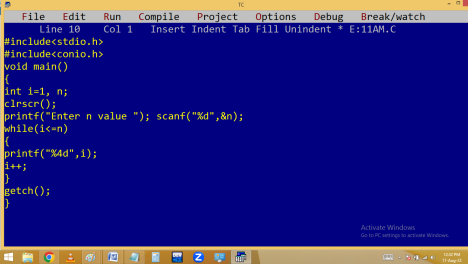 TC
File Edit Run Compile Project Options Debug Break/watch
Line 10 Col 1 Insert Indent Tab Fill Unindent * E:11AM.C
#include<stdio.h>
#include<conio.h>
void main()
{
int i=1, n;
clrscr();
printf("Enter n value "); scanf("%d",&n);
while(i<=n)
{
printf("%4d",i);
i++;
}
getch();
}
Activate Windows
Go to PC settings to activate Windows.